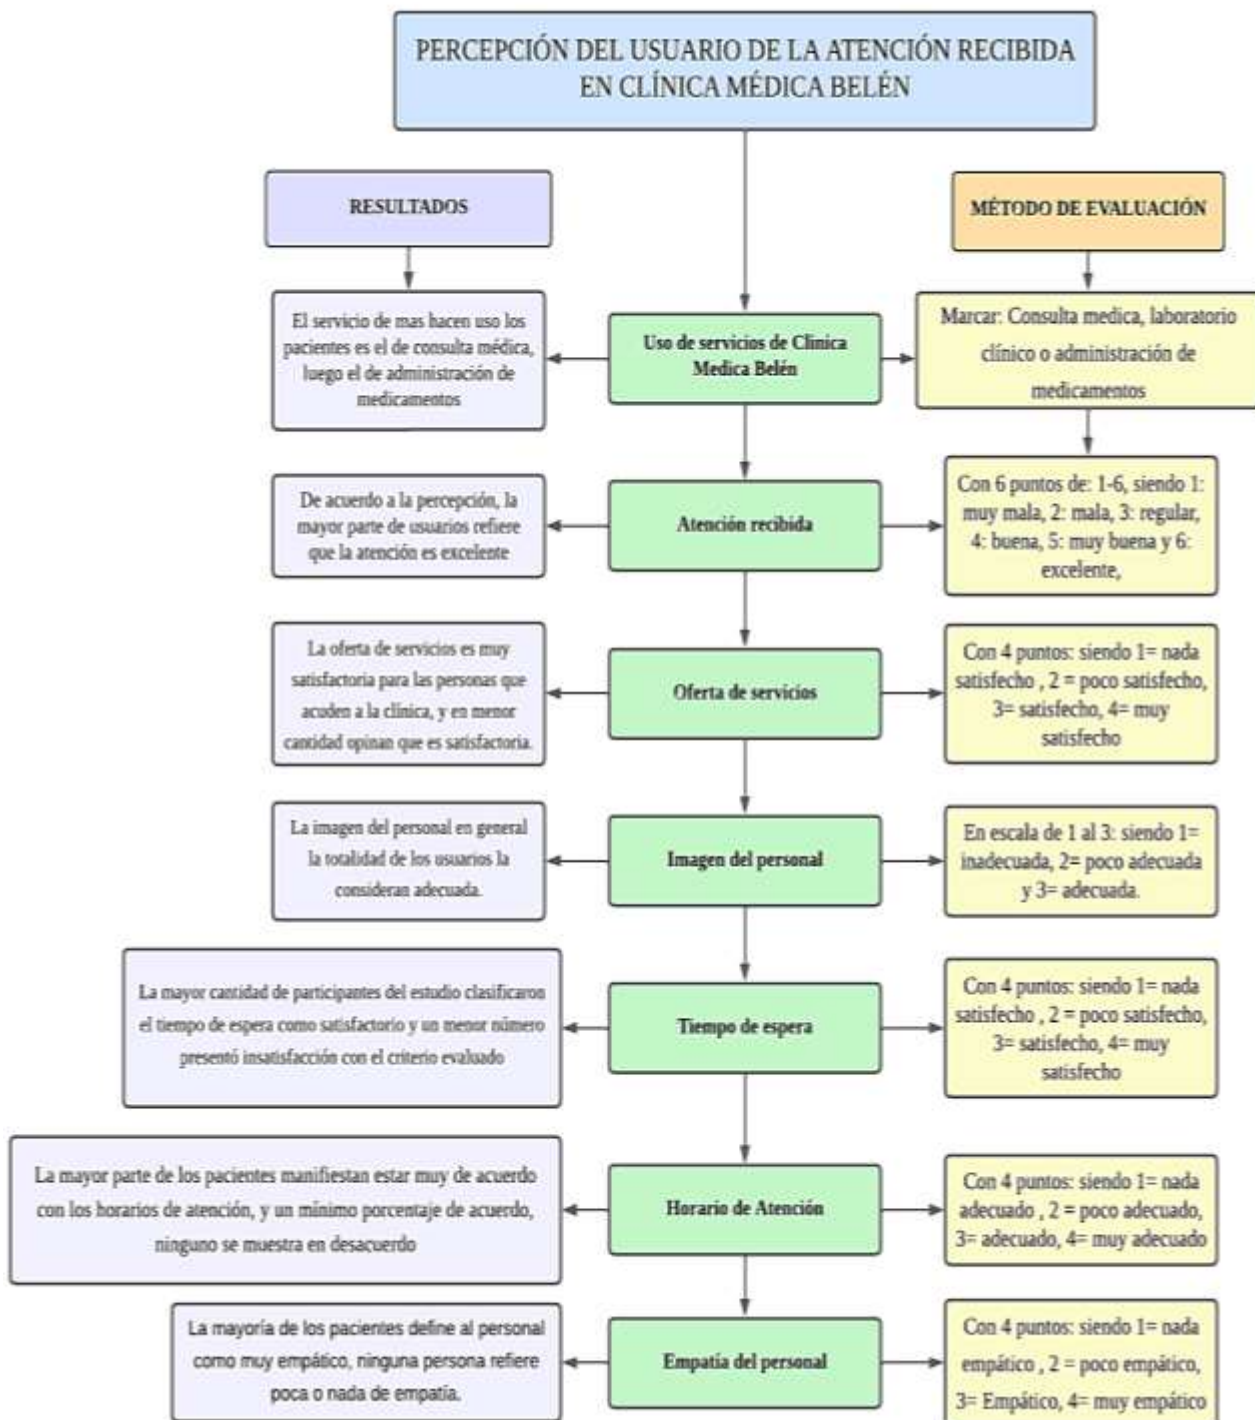 PERCEPCIÓN DEL USUARIO DE LA ATENCIÓN RECIBIDA
EN CLÍNICA MÉDICA BELÉN
RESULTADOS
MÉTODO DE EVALUACIÓN
El servicio de mas hacen uso los
pacientes es el de consulta médica,
luego el de administración de
medicamentos
Uso de servicios de Clinica
Medica Belén
Marcar: Consulta medica, laboratorio
clínico o administración de
medicamentos
De acuerdo a la percepción, la
mayor parte de usuarios refiere
que la atención es excelente
Atención recibida
Con 6 puntos de: 1-6, siendo 1:
muy mala, 2: mala, 3: regular,
4: buena, 5: muy buena y 6:
excelente,
La oferta de servicios es muy
satisfactoria para las personas que
acuden a la clínica, y en menor
cantidad opinan que es satisfactoria.
Oferta de servicios
Con 4 puntos: siendo 1= nada
satisfecho , 2 = poco satisfecho,
3= satisfecho, 4= muy
satisfecho
La imagen del personal en general
la totalidad de los usuarios la
consideran adecuada.
Imagen del personal
En escala de 1 al 3: siendo 1=
inadecuada, 2= poco adecuada
y 3= adecuada.
La mayor cantidad de participantes del estudio clasificaron
el tiempo de espera como satisfactorio y un menor número
presentó insatisfacción con el criterio evaluado
Tiempo de espera
Con 4 puntos: siendo 1= nada
satisfecho , 2 = poco satisfecho,
3= satisfecho, 4= muy
satisfecho
La mayor parte de los pacientes manifiestan estar muy de acuerdo
con los horarios de atención, y un mínimo porcentaje de acuerdo,
ninguno se muestra en desacuerdo
Horario de Atención
Con 4 puntos: siendo 1= nada
adecuado , 2 = poco adecuado,
3= adecuado, 4= muy adecuado
La mayoría de los pacientes define al personal
como muy empático, ninguna persona refiere
poca o nada de empatía.
Empatía del personal
Con 4 puntos: siendo 1= nada
empático , 2 = poco empático,
3= Empático, 4= muy empático